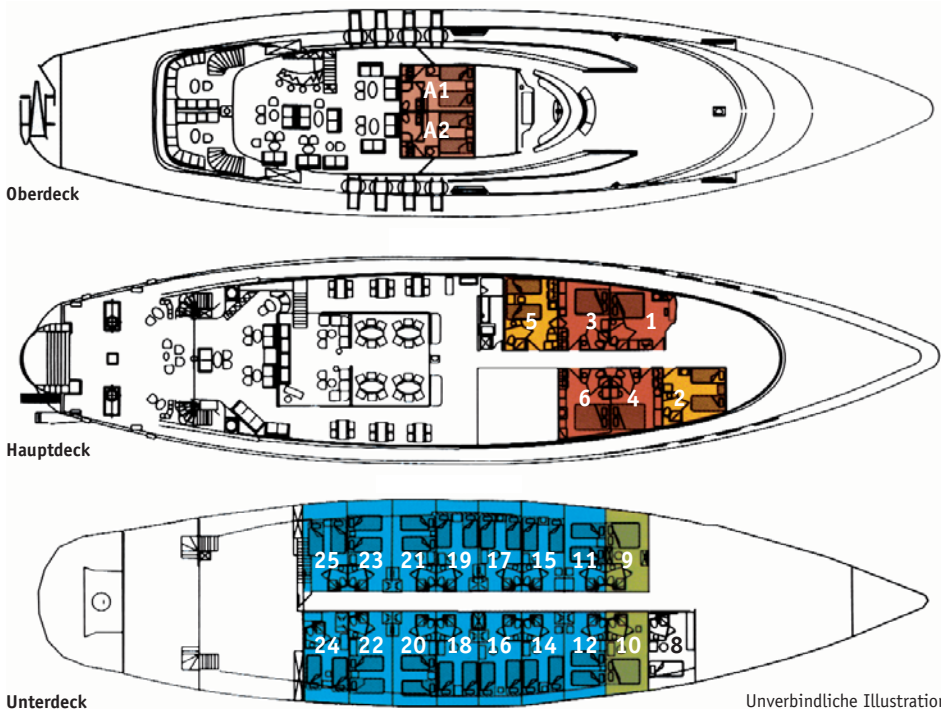 A1
A2
Oberdeck
5 3 1
6 4 2
Hauptdeck
25 23 21 19 17 15 11 9
24 22 20 18 16 14 12 10 8
Unterdeck
Unverbindliche Illustration